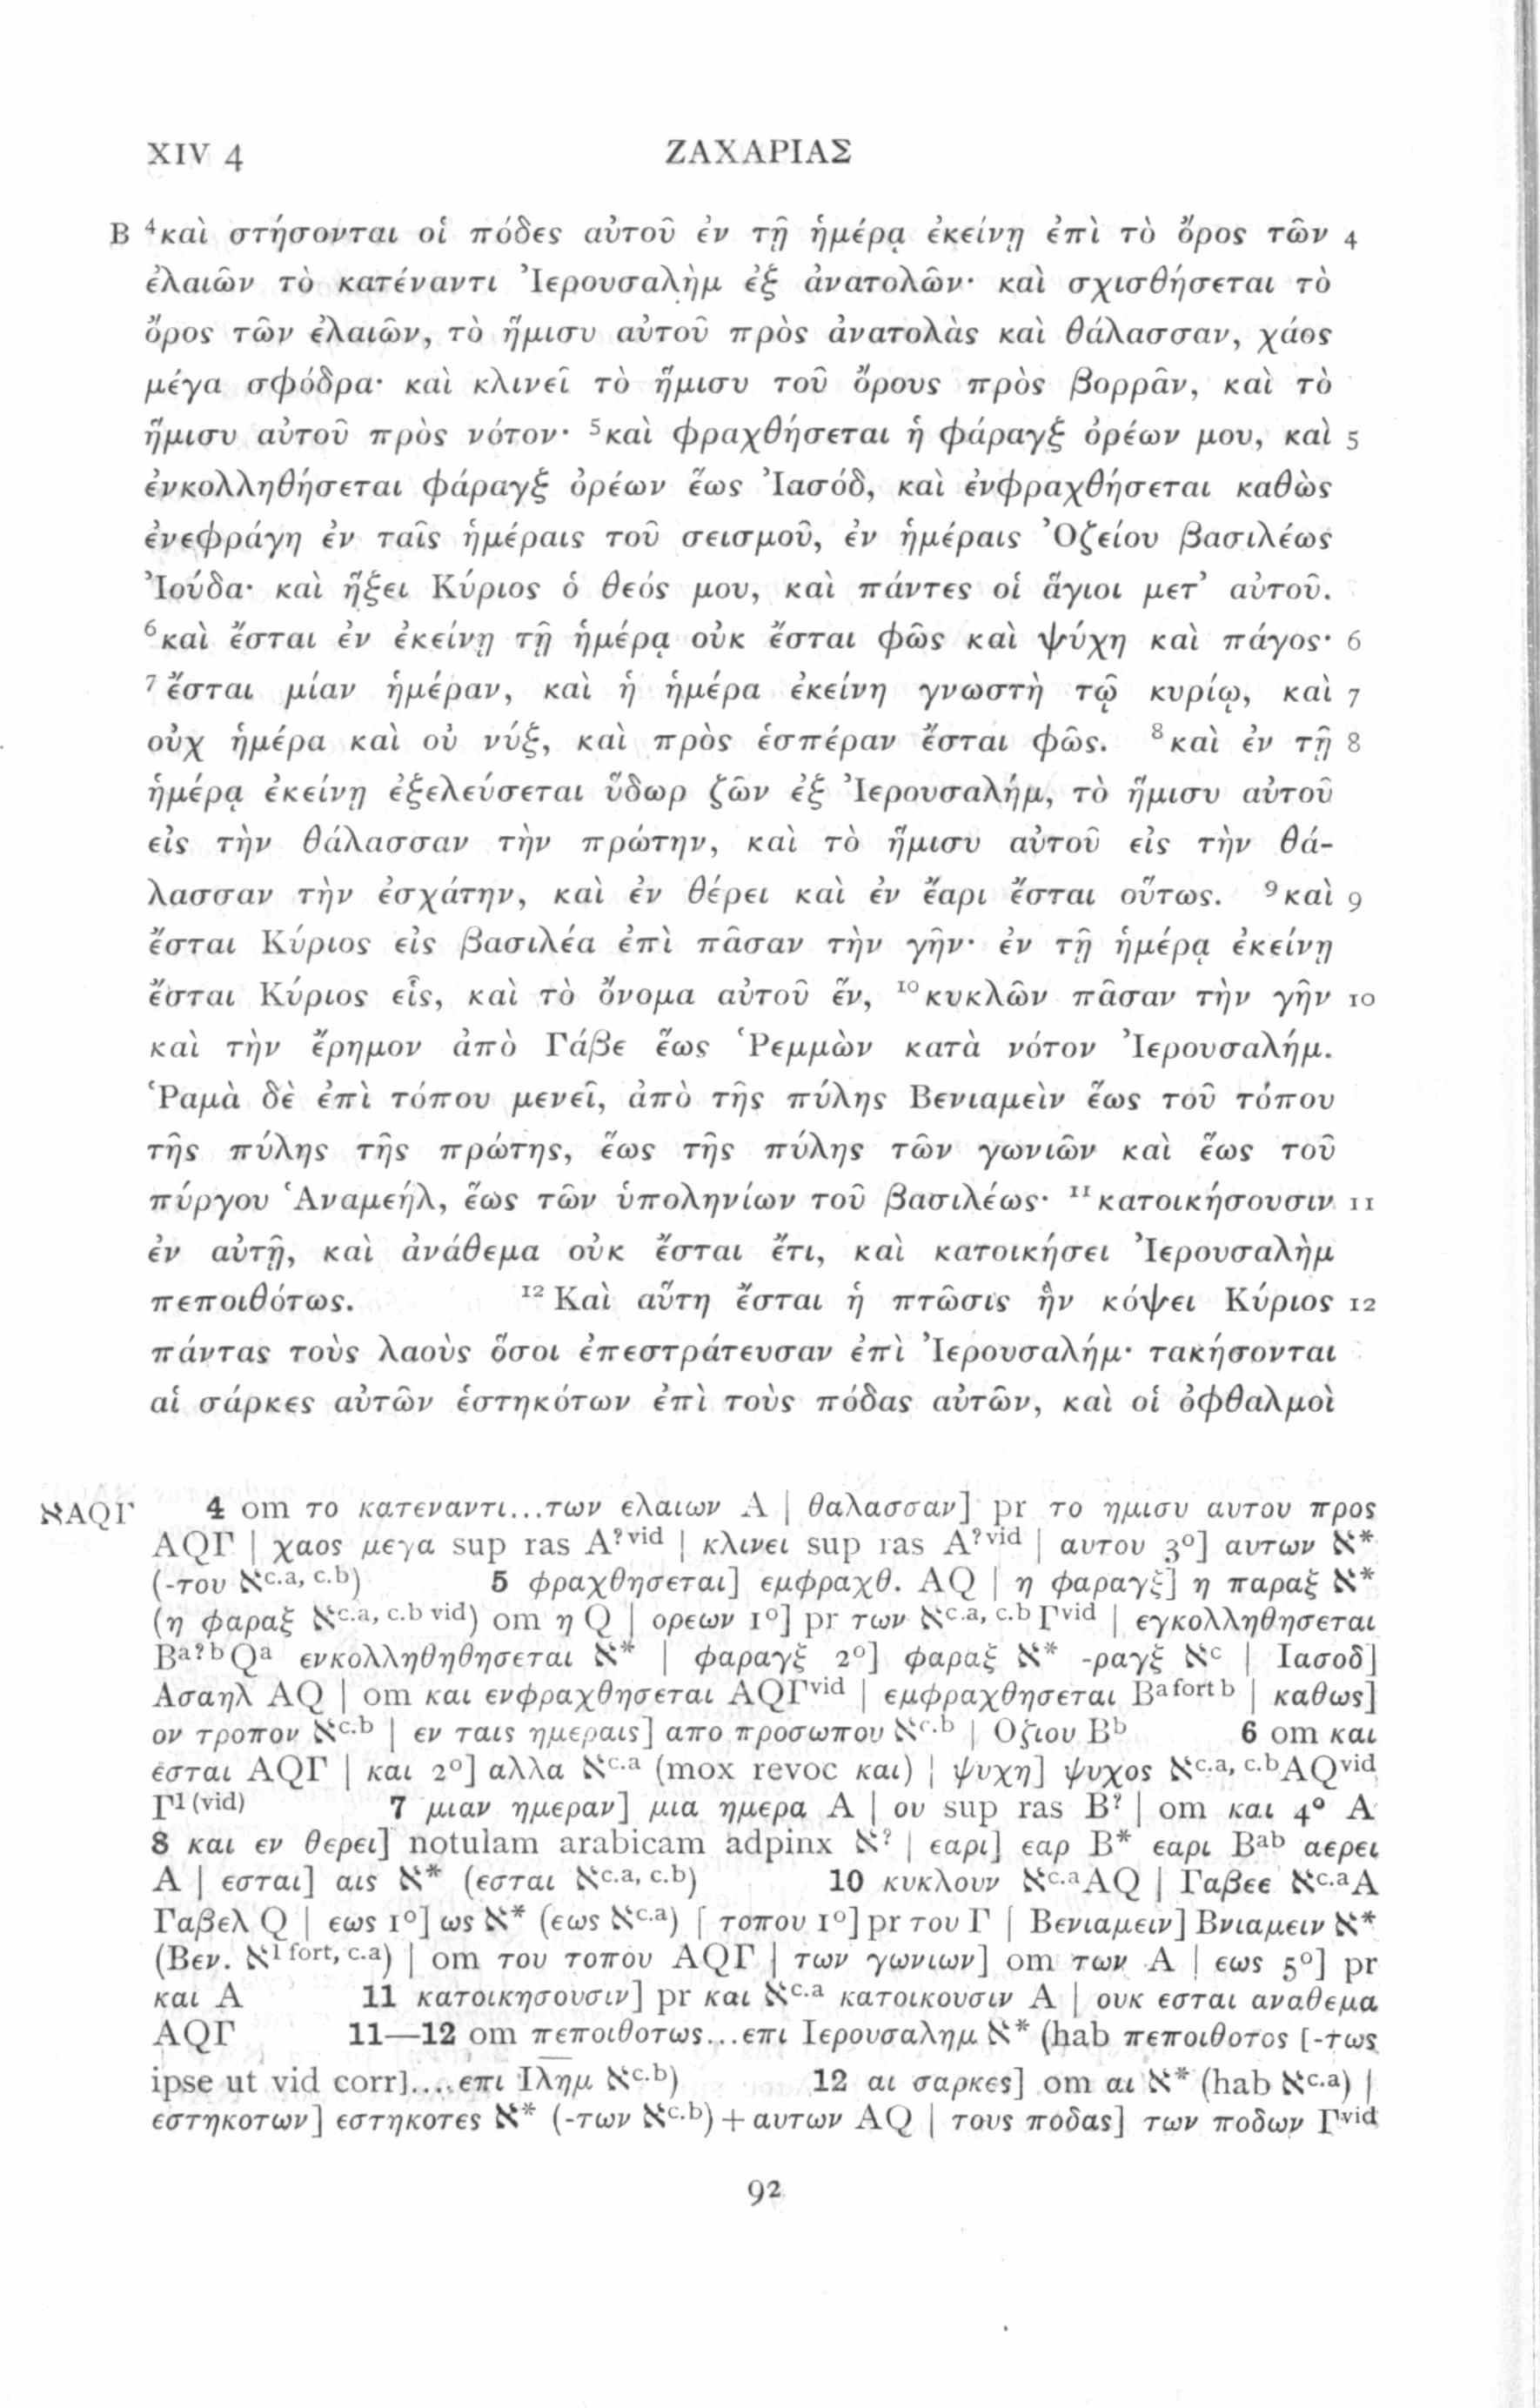 XIV 4 ΖΑΧΑΡΙΑΣ
B ⁴καὶ στήσονται οἱ πόδες αὐτοῦ ἐν τῇ ἡμέρᾳ ἐκείνῃ ἐπὶ τὸ ὄρος τῶν 4
ἐλαιῶν τὸ κατέναντι Ἰερουσαλὴμ ἐξ ἀνατολῶν· καὶ σχισθήσεται τὸ
ὄρος τῶν ἐλαιῶν, τὸ ἥμισυ αὐτοῦ πρὸς ἀνατολὰς καὶ θάλασσαν, χάος
μέγα σφόδρα· καὶ κλινεῖ τὸ ἥμισυ τοῦ ὄρους πρὸς βορρᾶν, καὶ τὸ
ἥμισυ αὐτοῦ πρὸς νότον· ⁵καὶ φραχθήσεται ἡ φάραγξ ὀρέων μου, καὶ 5
ἐνκολληθήσεται φάραγξ ὀρέων ἕως Ἰασόδ, καὶ ἐνφραχθήσεται καθὼς
ἐνεφράγη ἐν ταῖς ἡμέραις τοῦ σεισμοῦ, ἐν ἡμέραις Ὀζείου βασιλέως
Ἰούδα· καὶ ἥξει Κύριος ὁ θεός μου, καὶ πάντες οἱ ἅγιοι μετ᾽ αὐτοῦ.
⁶καὶ ἔσται ἐν ἐκείνῃ τῇ ἡμέρᾳ οὐκ ἔσται φῶς καὶ ψύχη καὶ πάγος· 6
⁷ἔσται μίαν ἡμέραν, καὶ ἡ ἡμέρα ἐκείνη γνωστὴ τῷ κυρίῳ, καὶ 7
οὐχ ἡμέρα καὶ οὐ νύξ, καὶ πρὸς ἑσπέραν ἔσται φῶς. ⁸καὶ ἐν τῇ 8
ἡμέρᾳ ἐκείνῃ ἐξελεύσεται ὕδωρ ζῶν ἐξ Ἰερουσαλήμ, τὸ ἥμισυ αὐτοῦ
εἰς τὴν θάλασσαν τὴν πρώτην, καὶ τὸ ἥμισυ αὐτοῦ εἰς τὴν θά-
λασσαν τὴν ἐσχάτην, καὶ ἐν θέρει καὶ ἐν ἔαρι ἔσται οὕτως. ⁹καὶ 9
ἔσται Κύριος εἰς βασιλέα ἐπὶ πᾶσαν τὴν γῆν· ἐν τῇ ἡμέρᾳ ἐκείνῃ
ἔσται Κύριος εἷς, καὶ τὸ ὄνομα αὐτοῦ ἕν, ¹⁰κυκλῶν πᾶσαν τὴν γῆν 10
καὶ τὴν ἔρημον ἀπὸ Γάβε ἕως Ῥεμμὼν κατὰ νότον Ἰερουσαλήμ.
Ῥαμὰ δὲ ἐπὶ τόπου μενεῖ, ἀπὸ τῆς πύλης Βενιαμεὶν ἕως τοῦ τόπου
τῆς πύλης τῆς πρώτης, ἕως τῆς πύλης τῶν γωνιῶν καὶ ἕως τοῦ
πύργου Ἁναμεήλ, ἕως τῶν ὑποληνίων τοῦ βασιλέως· ¹¹κατοικήσουσιν 11
ἐν αὐτῇ, καὶ ἀνάθεμα οὐκ ἔσται ἔτι, καὶ κατοικήσει Ἰερουσαλὴμ
πεποιθότως. ¹²Καὶ αὕτη ἔσται ἡ πτῶσις ἣν κόψει Κύριος 12
πάντας τοὺς λαοὺς ὅσοι ἐπεστράτευσαν ἐπὶ Ἰερουσαλήμ· τακήσονται
αἱ σάρκες αὐτῶν ἑστηκότων ἐπὶ τοὺς πόδας αὐτῶν, καὶ οἱ ὀφθαλμοὶ
ℵAQΓ 4 om το κατεναντι...των ελαιων A | θαλασσαν] pr το ημισυ αυτου προς
AQΓ | χαος μεγα sup ras A?vid | κλινει sup ras A?vid | αυτου 3º] αυτων ℵ*
(-του ℵc.a, c.b) 5 φραχθησεται] εμφραχθ. AQ | η φαραγξ] η παραξ ℵ*
(η φαραξ ℵc.a, c.b vid) om η Q | ορεων 1º] pr των ℵc.a, c.b Γvid | εγκολληθησεται
Ba?b Qa ενκολληθηθησεται ℵ* | φαραγξ 2º] φαραξ ℵ* -ραγξ ℵc | Ιασοδ]
Ασαηλ AQ | om και ενφραχθησεται AQΓvid | εμφραχθησεται Ba fort b | καθως]
ον τροπον ℵc.b | εν ταις ημεραις] απο προσωπου ℵc.b | Οζιου Bb 6 om και
εσται AQΓ | και 2º] αλλα ℵc.a (mox revoc και) | ψυχη] ψυχος ℵc.a, c.b AQvid
Γ1 (vid) 7 μιαν ημεραν] μια ημερα A | ου sup ras B? | om και 4º A
8 και εν θερει] notulam arabicam adpinx ℵ? | εαρι] εαρ B* εαρι Bab αερει
A | εσται] αις ℵ* (εσται ℵc.a, c.b) 10 κυκλουν ℵc.a AQ | Γαβεε ℵc.a A
Γαβελ Q | εως 1º] ως ℵ* (εως ℵc.a) | τοπου 1º] pr του Γ | Βενιαμειν] Βνιαμειν ℵ*
(Βεν. ℵ1 fort, c.a) | om του τοπου AQΓ | των γωνιων] om των A | εως 5º] pr
και A 11 κατοικησουσιν] pr και ℵc.a κατοικουσιν A | ουκ εσται αναθεμα
AQΓ 11—12 om πεποιθοτως...επι Ιερουσαλημ ℵ* (hab πεποιθοτος [-τως
ipse ut vid corr]....επι Ιλημ ℵc.b) 12 αι σαρκες] om αι ℵ* (hab ℵc.a) |
εστηκοτων] εστηκοτες ℵ* (-των ℵc.b) + αυτων AQ | τους ποδας] των ποδων Γvid
92